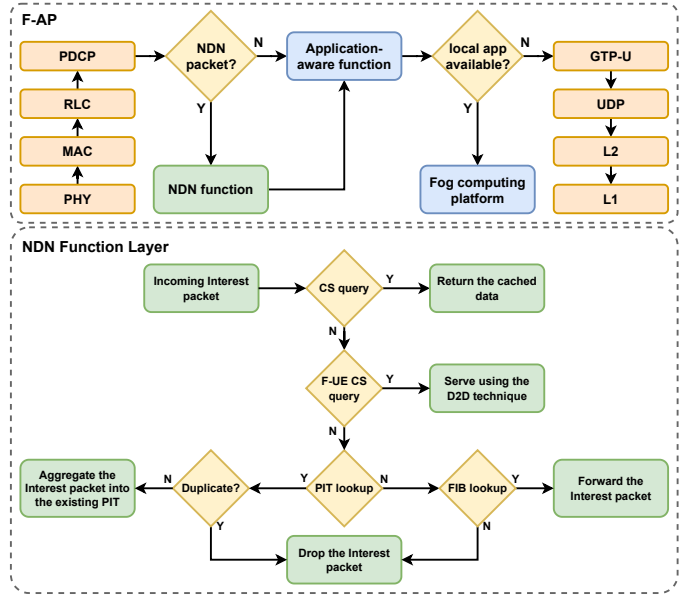 F-AP
PDCP
RLC
MAC
PHY
NDN
packet?
N
Y
NDN function
Application-
aware function
local app
available?
N
Y
Fog computing
platform
GTP-U
UDP
L2
L1
NDN Function Layer
Incoming Interest
packet
CS query
Y
N
Return the cached
data
F-UE CS
query
Y
N
Serve using the
D2D technique
PIT lookup
Y
N
Duplicate?
N
Y
Aggregate the
Interest packet into
the existing PIT
FIB lookup
Y
N
Forward the
Interest packet
Drop the Interest
packet